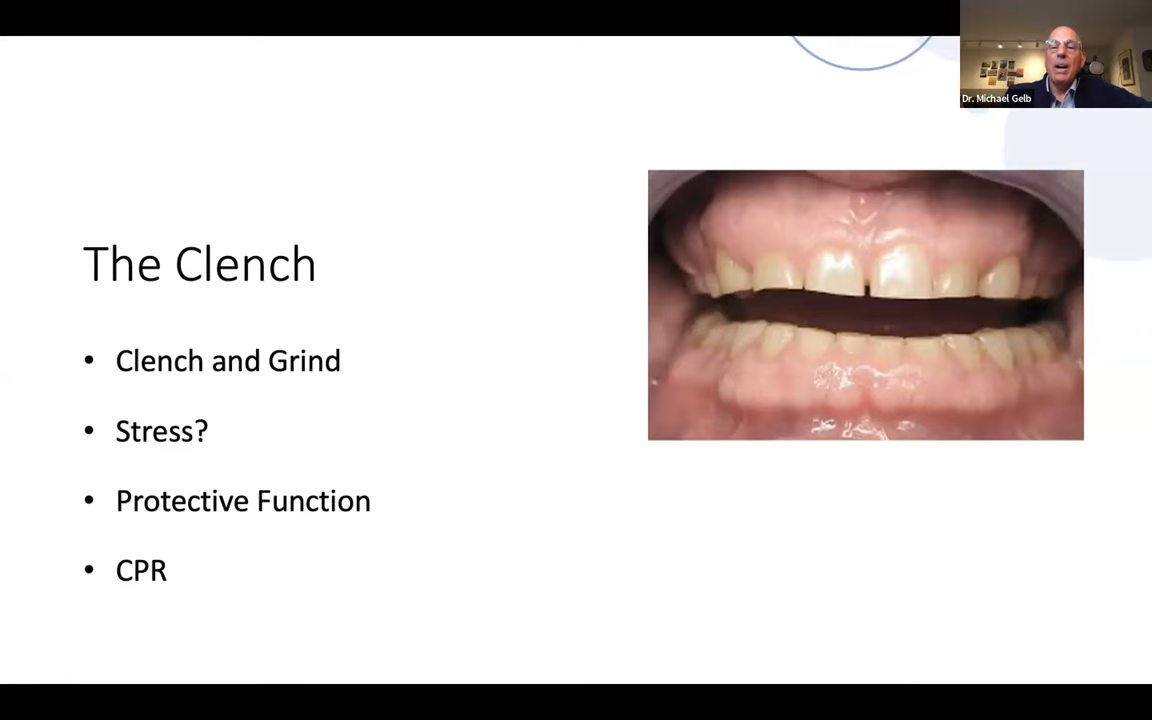 Dr. Michael Gelb
The Clench
• Clench and Grind
• Stress?
• Protective Function
• CPR